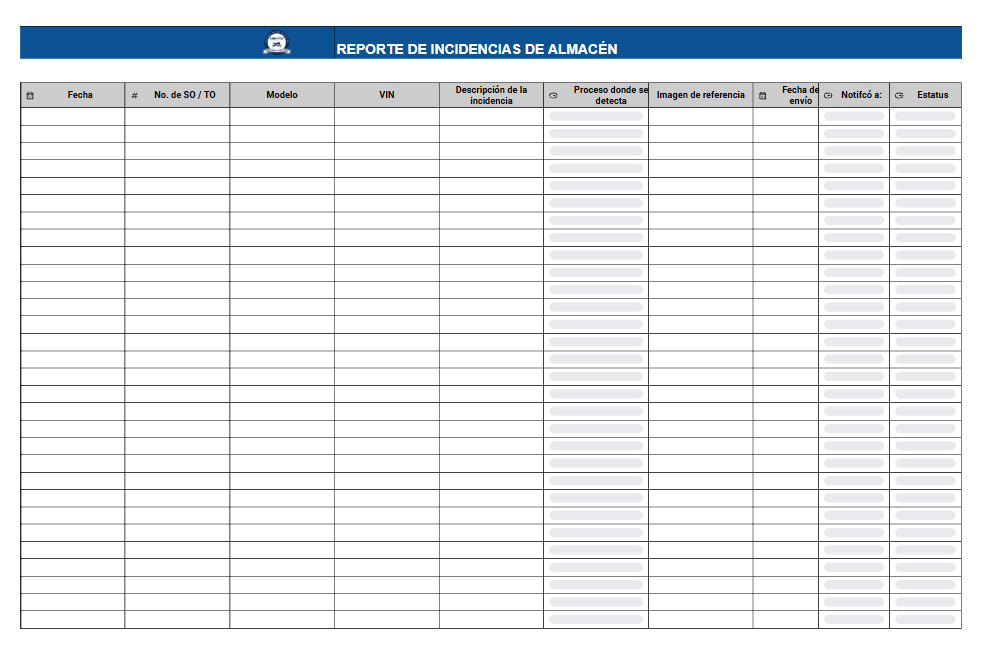 REPORTE DE INCIDENCIAS DE ALMACÉN
Fecha
# No. de SO / TO
Modelo
VIN
Descripción de la
incidencia
Proceso donde se
detecta
Imagen de referencia
Fecha de
envío
Notifcó a:
Estatus